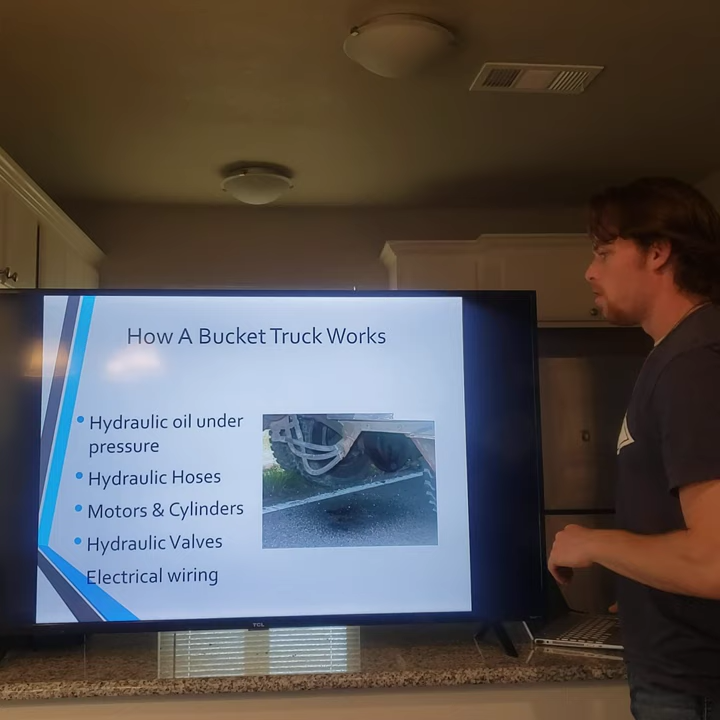 How A Bucket Truck Works
• Hydraulic oil under
pressure
• Hydraulic Hoses
• Motors & Cylinders
• Hydraulic Valves
Electrical wiring
TCL